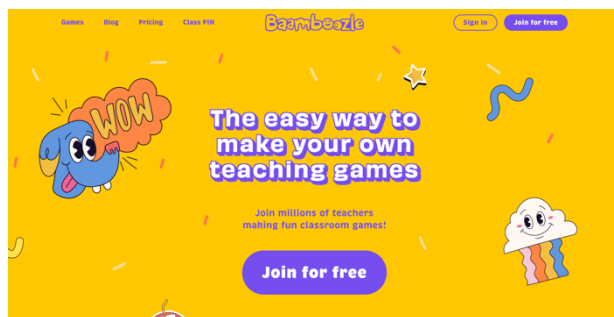 Games Blog Pricing Class PIN Baamboozle Sign in Join for free
WOW
The easy way to
make your own
teaching games
Join millions of teachers
making fun classroom games!
Join for free